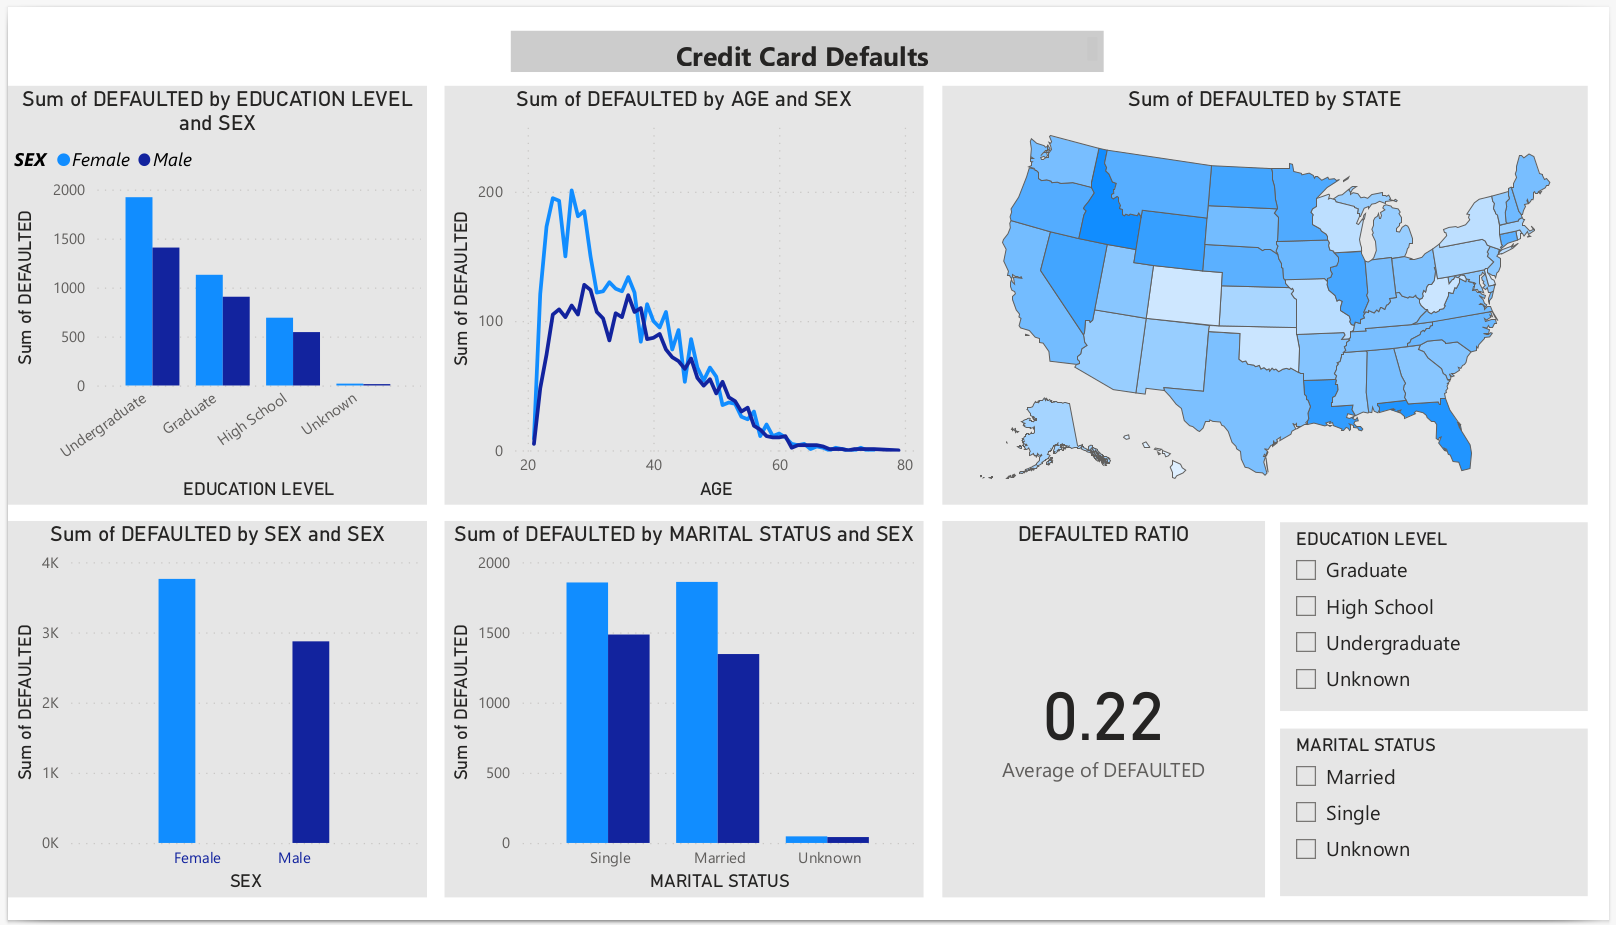 Credit Card Defaults
Sum of DEFAULTED by EDUCATION LEVEL
and SEX
SEX Female Male
Sum of DEFAULTED
2000
1500
1000
500
0
Undergraduate
Graduate
High School
Unknown
EDUCATION LEVEL
Sum of DEFAULTED by AGE and SEX
Sum of DEFAULTED
200
100
0
20 40 60 80
AGE
Sum of DEFAULTED by STATE
Sum of DEFAULTED by SEX and SEX
Sum of DEFAULTED
4K
3K
2K
1K
0K
Female Male
SEX
Sum of DEFAULTED by MARITAL STATUS and SEX
Sum of DEFAULTED
2000
1500
1000
500
0
Single Married Unknown
MARITAL STATUS
DEFAULTED RATIO
0.22
Average of DEFAULTED
EDUCATION LEVEL
Graduate
High School
Undergraduate
Unknown
MARITAL STATUS
Married
Single
Unknown